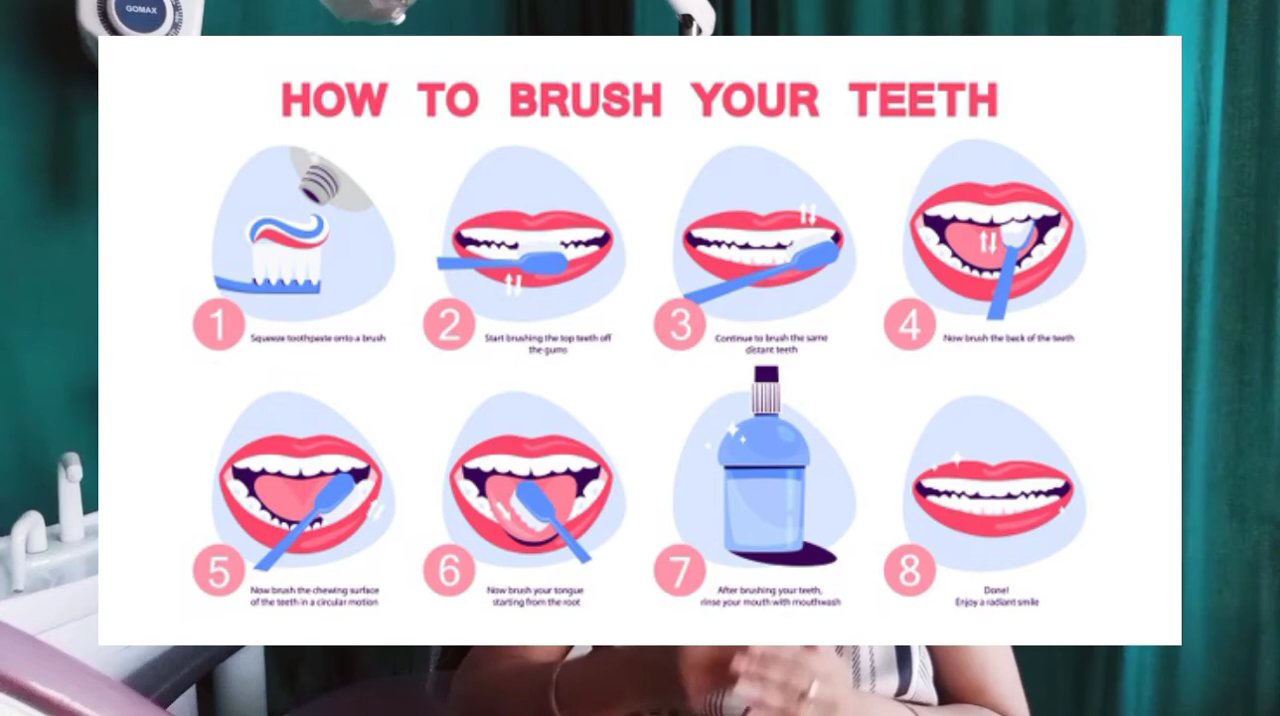 GOMAX
HOW TO BRUSH YOUR TEETH
1
Squeeze toothpaste onto a brush
2
Start brushing the top teeth off
the gums
3
Continue to brush the same
distant teeth
4
Now brush the back of the teeth
5
Now brush the chewing surface
of the teeth in a circular motion
6
Now brush your tongue
starting from the root
7
After brushing your teeth,
rinse your mouth with mouthwash
8
Done!
Enjoy a radiant smile